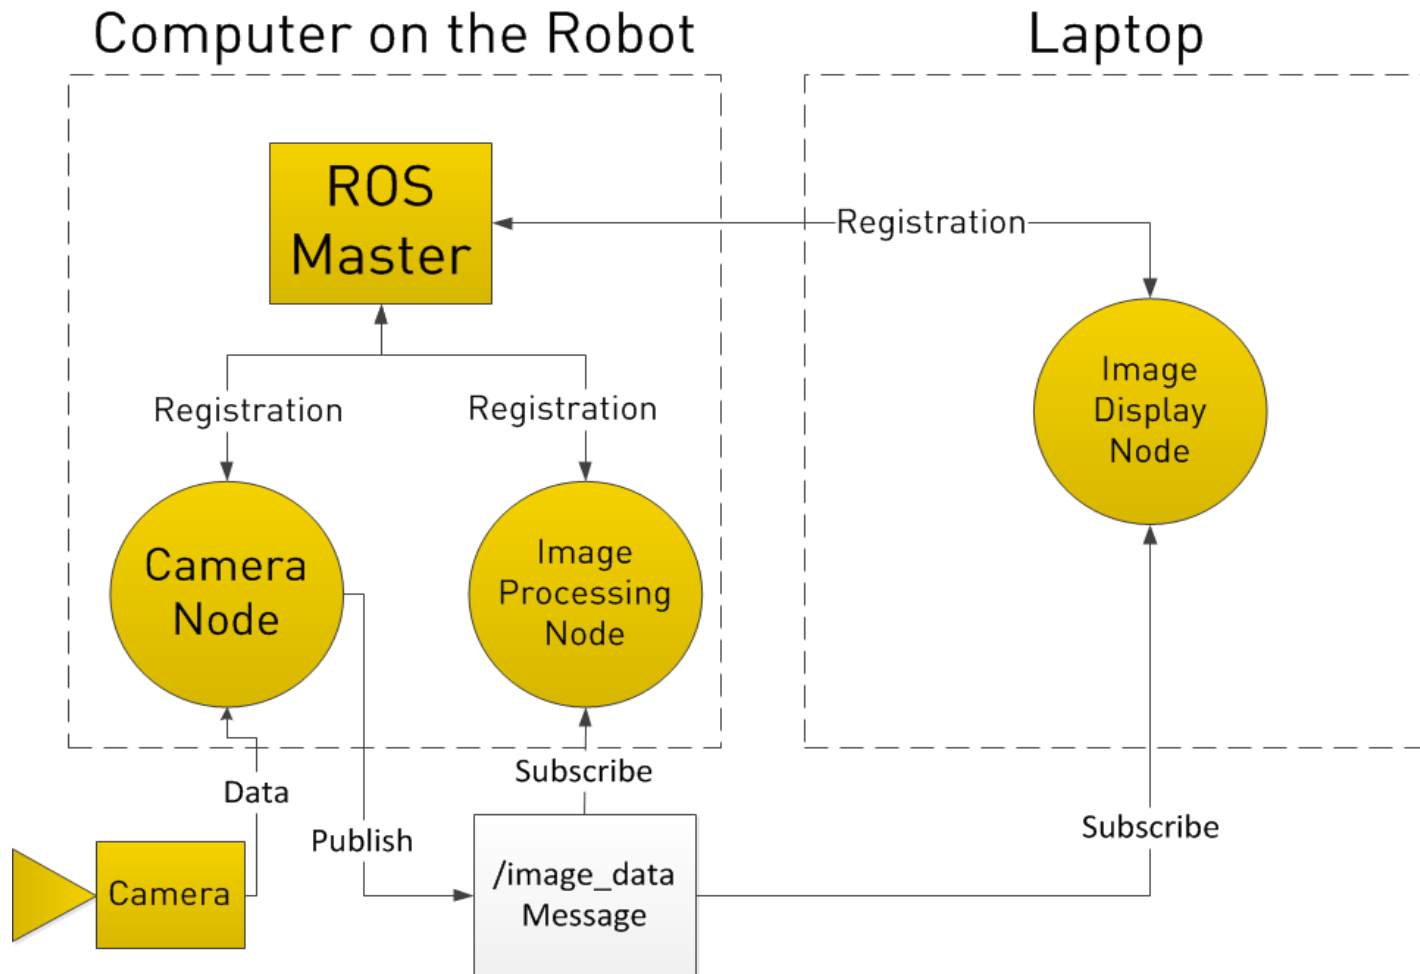 Computer on the Robot
Laptop
ROS
Master
Registration
Registration
Registration
Image
Display
Node
Camera
Node
Image
Processing
Node
Data
Subscribe
Publish
Subscribe
Camera
/image_data
Message